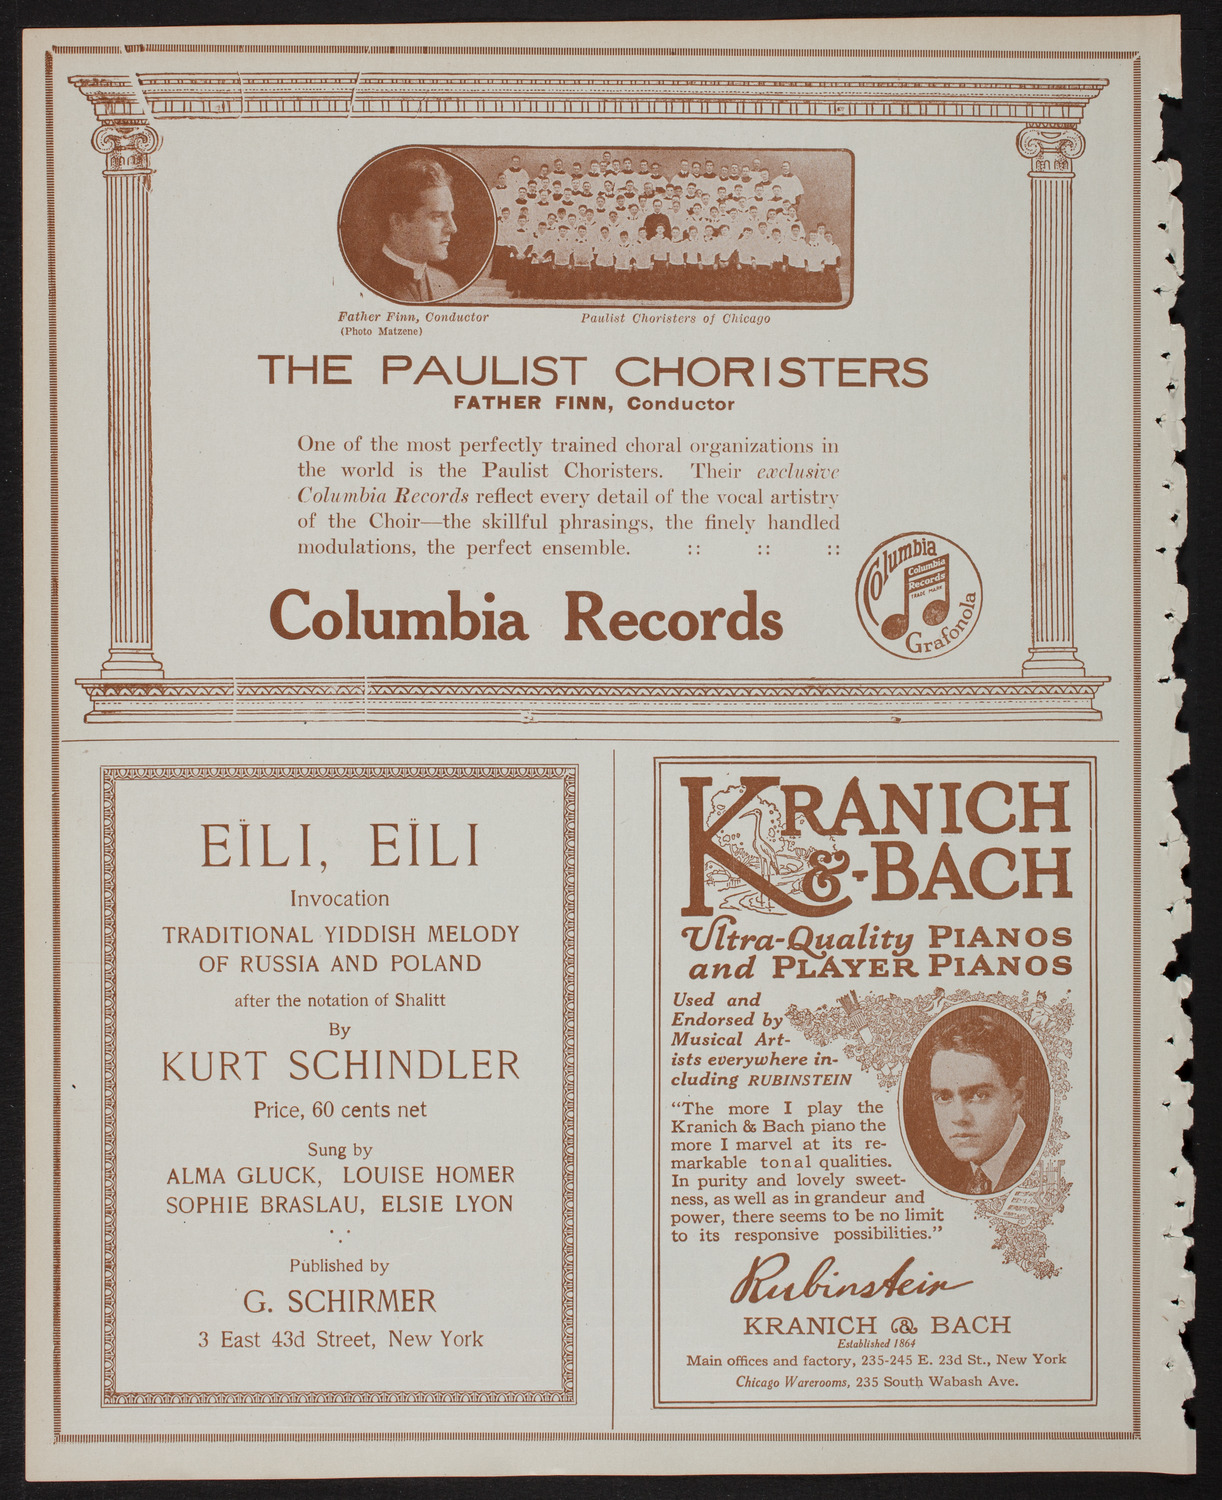 Father Finn, Conductor
(Photo Matzene)
Paulist Choristers of Chicago
THE PAULIST CHORISTERS
FATHER FINN, Conductor
One of the most perfectly trained choral organizations in
the world is the Paulist Choristers. Their exclusive
Columbia Records reflect every detail of the vocal artistry
of the Choir—the skillful phrasings, the finely handled
modulations, the perfect ensemble. :: :: ::
Columbia Records
Columbia
Columbia
Records
TRADE MARK
Grafonola
EÏLI, EÏLI
Invocation
TRADITIONAL YIDDISH MELODY
OF RUSSIA AND POLAND
after the notation of Shalitt
By
KURT SCHINDLER
Price, 60 cents net
Sung by
ALMA GLUCK, LOUISE HOMER
SOPHIE BRASLAU, ELSIE LYON
Published by
G. SCHIRMER
3 East 43d Street, New York
KRANICH
&-BACH
Ultra-Quality PIANOS
and PLAYER PIANOS
Used and
Endorsed by
Musical Art-
ists everywhere in-
cluding RUBINSTEIN
"The more I play the
Kranich & Bach piano the
more I marvel at its re-
markable tonal qualities.
In purity and lovely sweet-
ness, as well as in grandeur and
power, there seems to be no limit
to its responsive possibilities."
Rubinstein
KRANICH & BACH
Established 1864
Main offices and factory, 235-245 E. 23d St., New York
Chicago Warerooms, 235 South Wabash Ave.